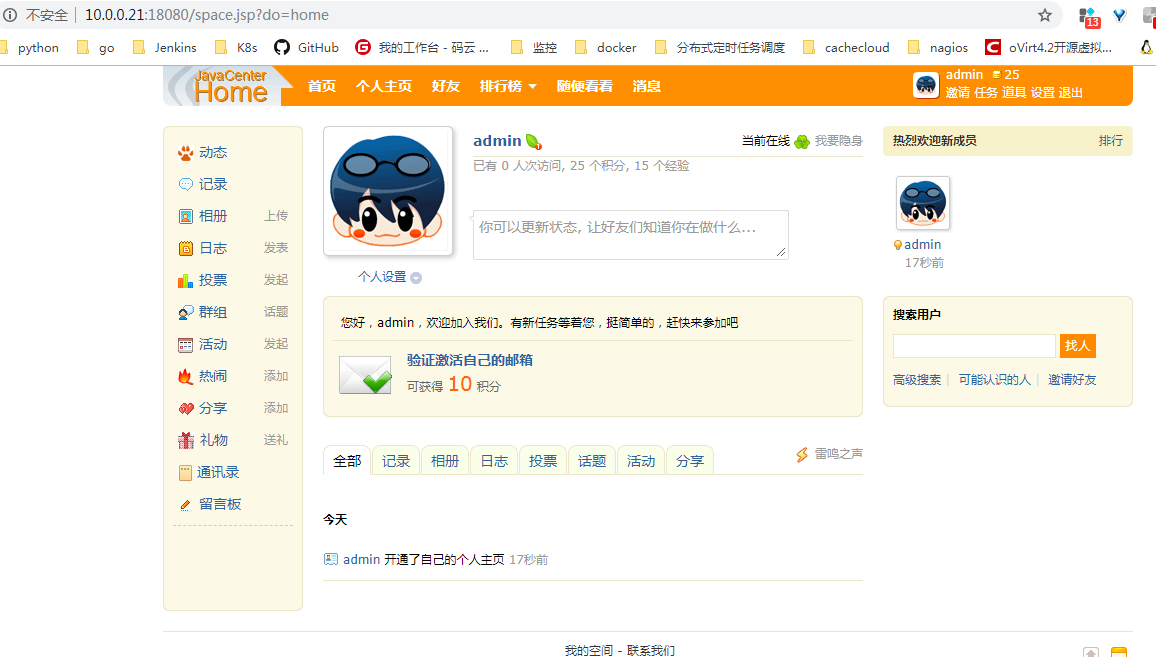 不安全 10.0.0.21:18080/space.jsp?do=home 13
python go Jenkins K8s GitHub 我的工作台 - 码云 ... 监控 docker 分布式定时任务调度 cachecloud nagios oVirt4.2开源虚拟...
JavaCenter Home
首页 个人主页 好友 排行榜 随便看看 消息
admin 25
邀请 任务 道具 设置 退出
动态
记录
相册 上传
日志 发表
投票 发起
群组 话题
活动 发起
热闹 添加
分享 添加
礼物 送礼
通讯录
留言板
admin 当前在线 我要隐身
已有 0 人次访问, 25 个积分, 15 个经验
你可以更新状态, 让好友们知道你在做什么...
个人设置
您好，admin，欢迎加入我们。有新任务等着您，挺简单的，赶快来参加吧
验证激活自己的邮箱
可获得 10 积分
全部 记录 相册 日志 投票 话题 活动 分享 雷鸣之声
今天
admin 开通了自己的个人主页 17秒前
热烈欢迎新成员 排行
admin
17秒前
搜索用户
找人
高级搜索 | 可能认识的人 | 邀请好友
我的空间 - 联系我们